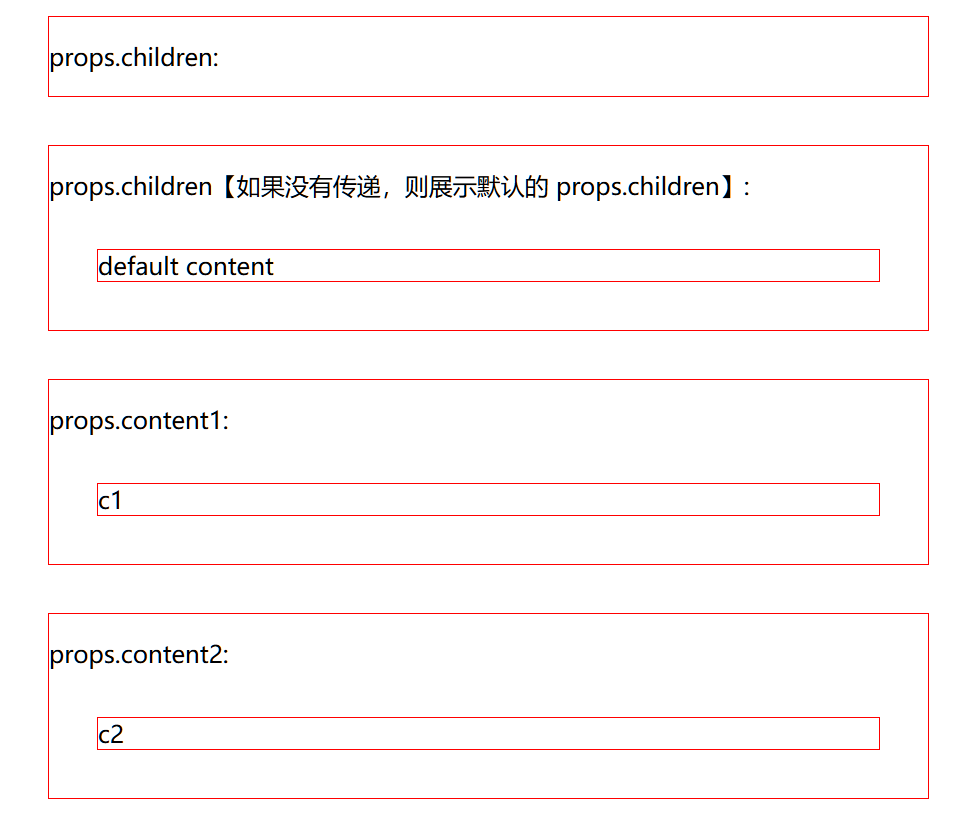 props.children:
props.children【如果没有传递，则展示默认的 props.children】:
default content
props.content1:
c1
props.content2:
c2